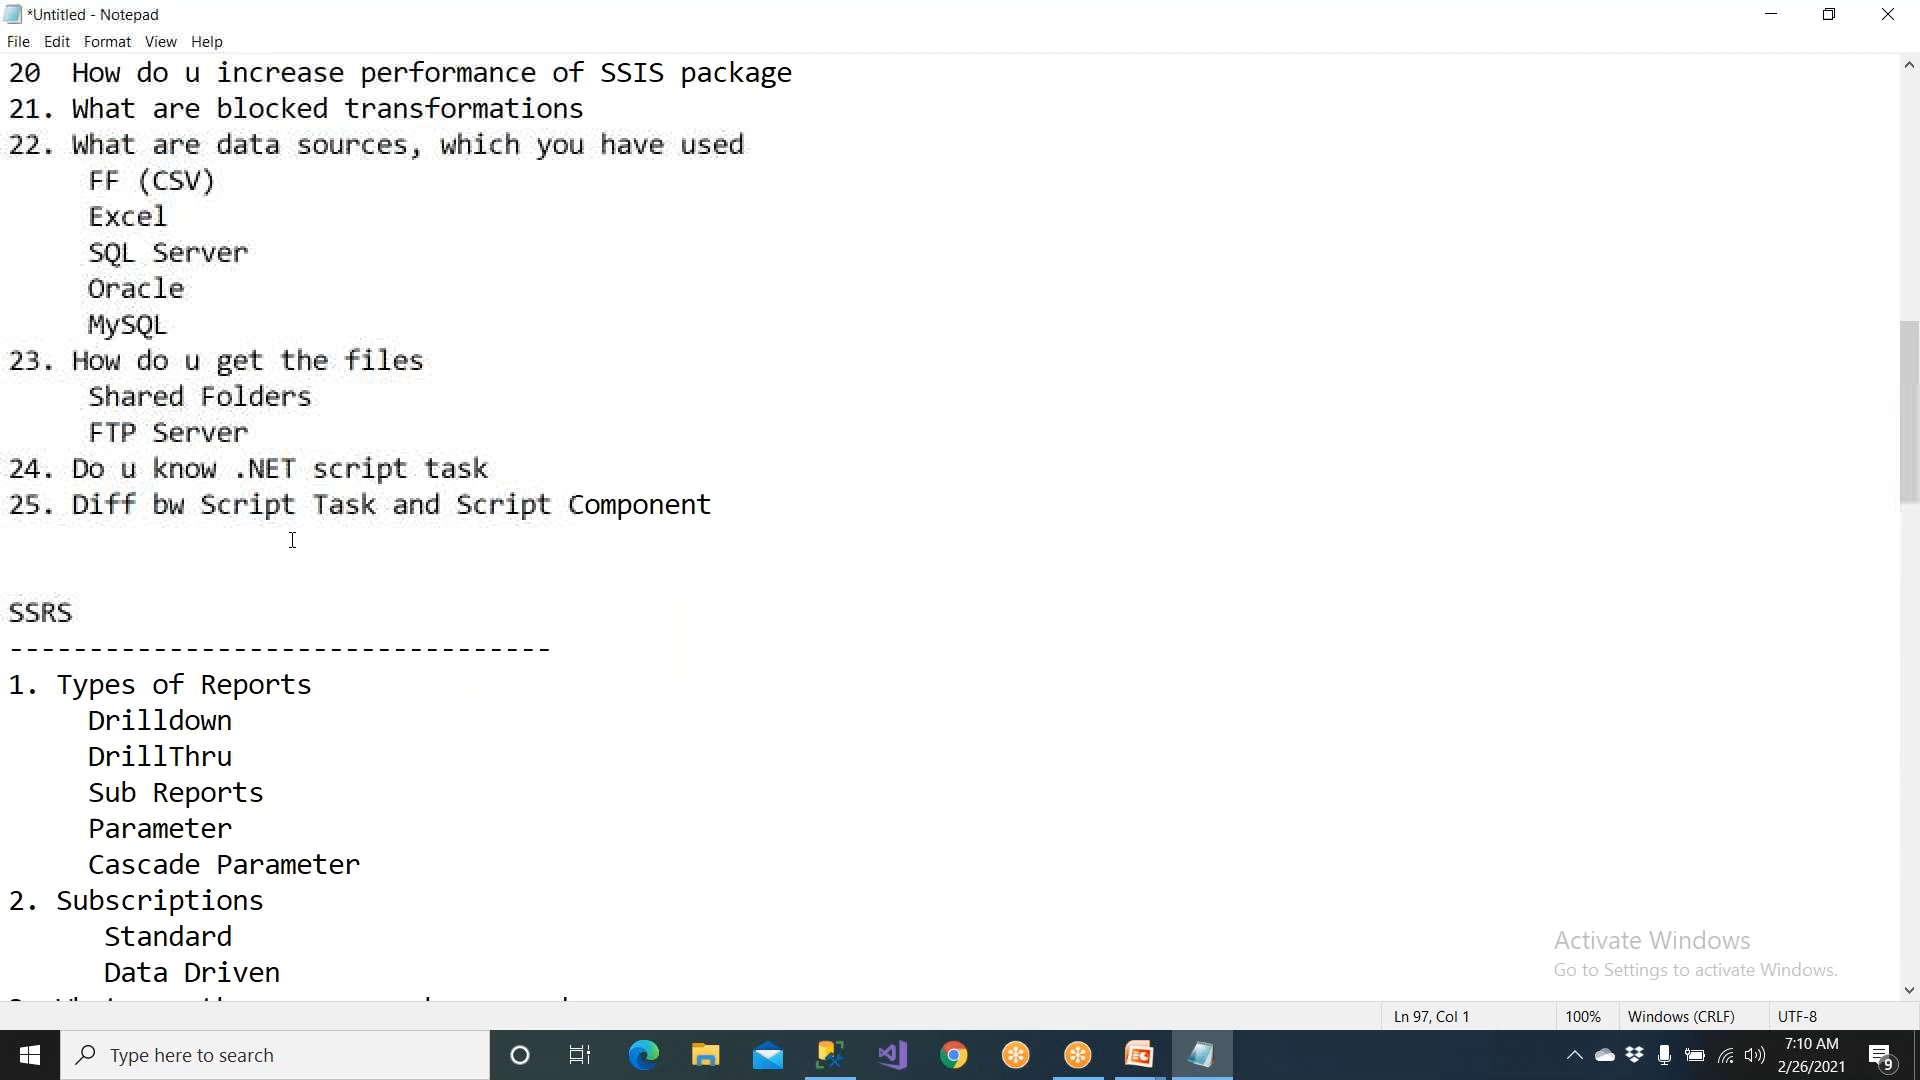 *Untitled - Notepad
File Edit Format View Help
20  How do u increase performance of SSIS package
21. What are blocked transformations
22. What are data sources, which you have used
FF (CSV)
Excel
SQL Server
Oracle
MySQL
23. How do u get the files
Shared Folders
FTP Server
24. Do u know .NET script task
25. Diff bw Script Task and Script Component
SSRS
----------------------------------
1. Types of Reports
Drilldown
DrillThru
Sub Reports
Parameter
Cascade Parameter
2. Subscriptions
Standard
Data Driven
Activate Windows
Go to Settings to activate Windows.
Ln 97, Col 1 100% Windows (CRLF) UTF-8
Type here to search
7:10 AM
2/26/2021
9